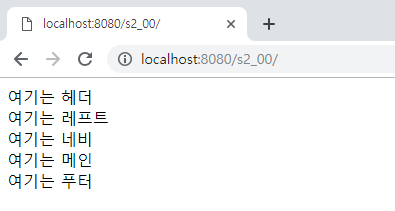 localhost:8080/s2_00/
localhost:8080/s2_00/
여기는 헤더
여기는 레프트
여기는 네비
여기는 메인
여기는 푸터